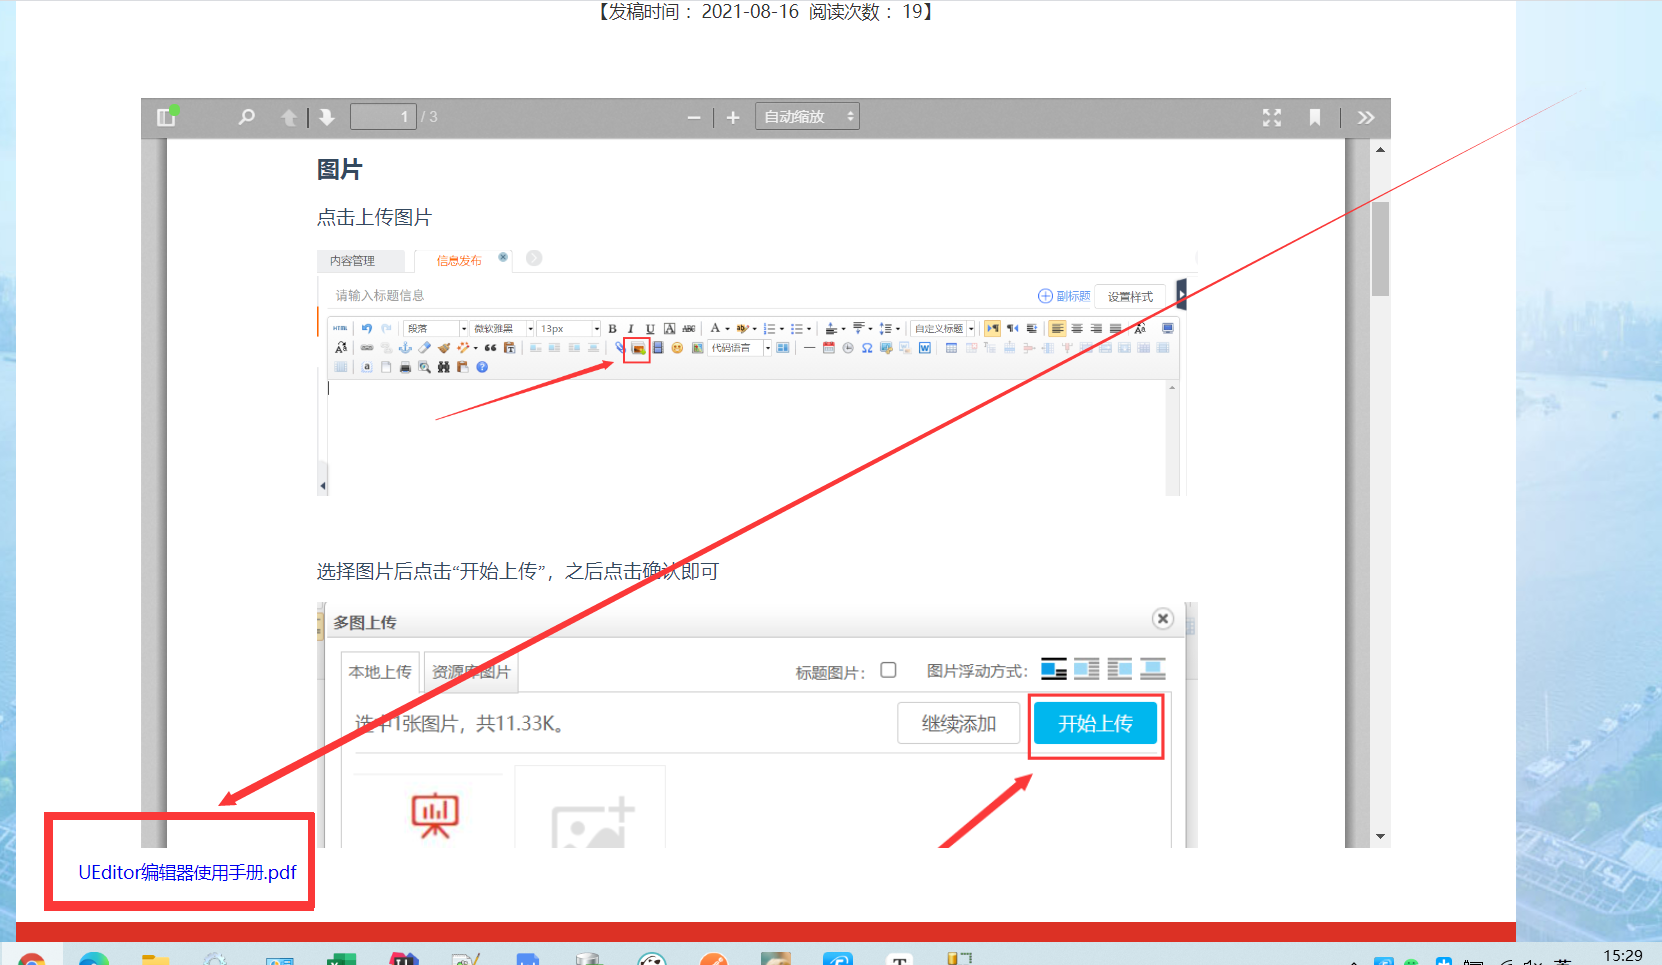 【发稿时间 ：2021-08-16 阅读次数 ：19】
1 / 3
自动缩放
图片
点击上传图片
内容管理
信息发布
请输入标题信息
副标题
设置样式
HTML 段落 微软雅黑 13px B I U A ABC A 自定义标题
代码语言
选择图片后点击“开始上传”，之后点击确认即可
多图上传
本地上传
资源库图片
标题图片：
图片浮动方式：
选中1张图片，共11.33K。
继续添加
开始上传
UEditor编辑器使用手册.pdf
15:29